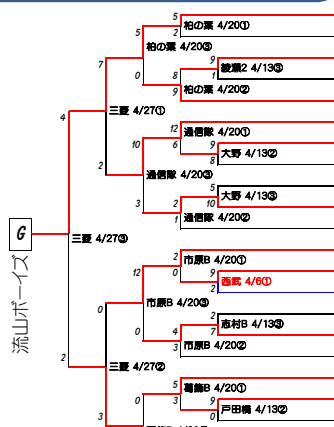 5
柏の葉 4/20①
2
5
柏の葉 4/20③
9
綾瀬2 4/13③
1
7
0
8
柏の葉 4/20②
9
4
三菱 4/27①
12
通信隊 4/20①
6
9
大野 4/13②
8
10
2
通信隊 4/20③
5
大野 4/13③
10
3
2
通信隊 4/20②
1
G
三菱 4/27③
流山ボーイズ
2
市原B 4/20①
0
9
西武 4/6①
2
12
市原B 4/20③
0
2
志村B 4/13③
7
0
4
市原B 4/20②
3
2
三菱 4/27②
5
葛飾B 4/20①
3
9
戸田橋 4/13②
0
0
3